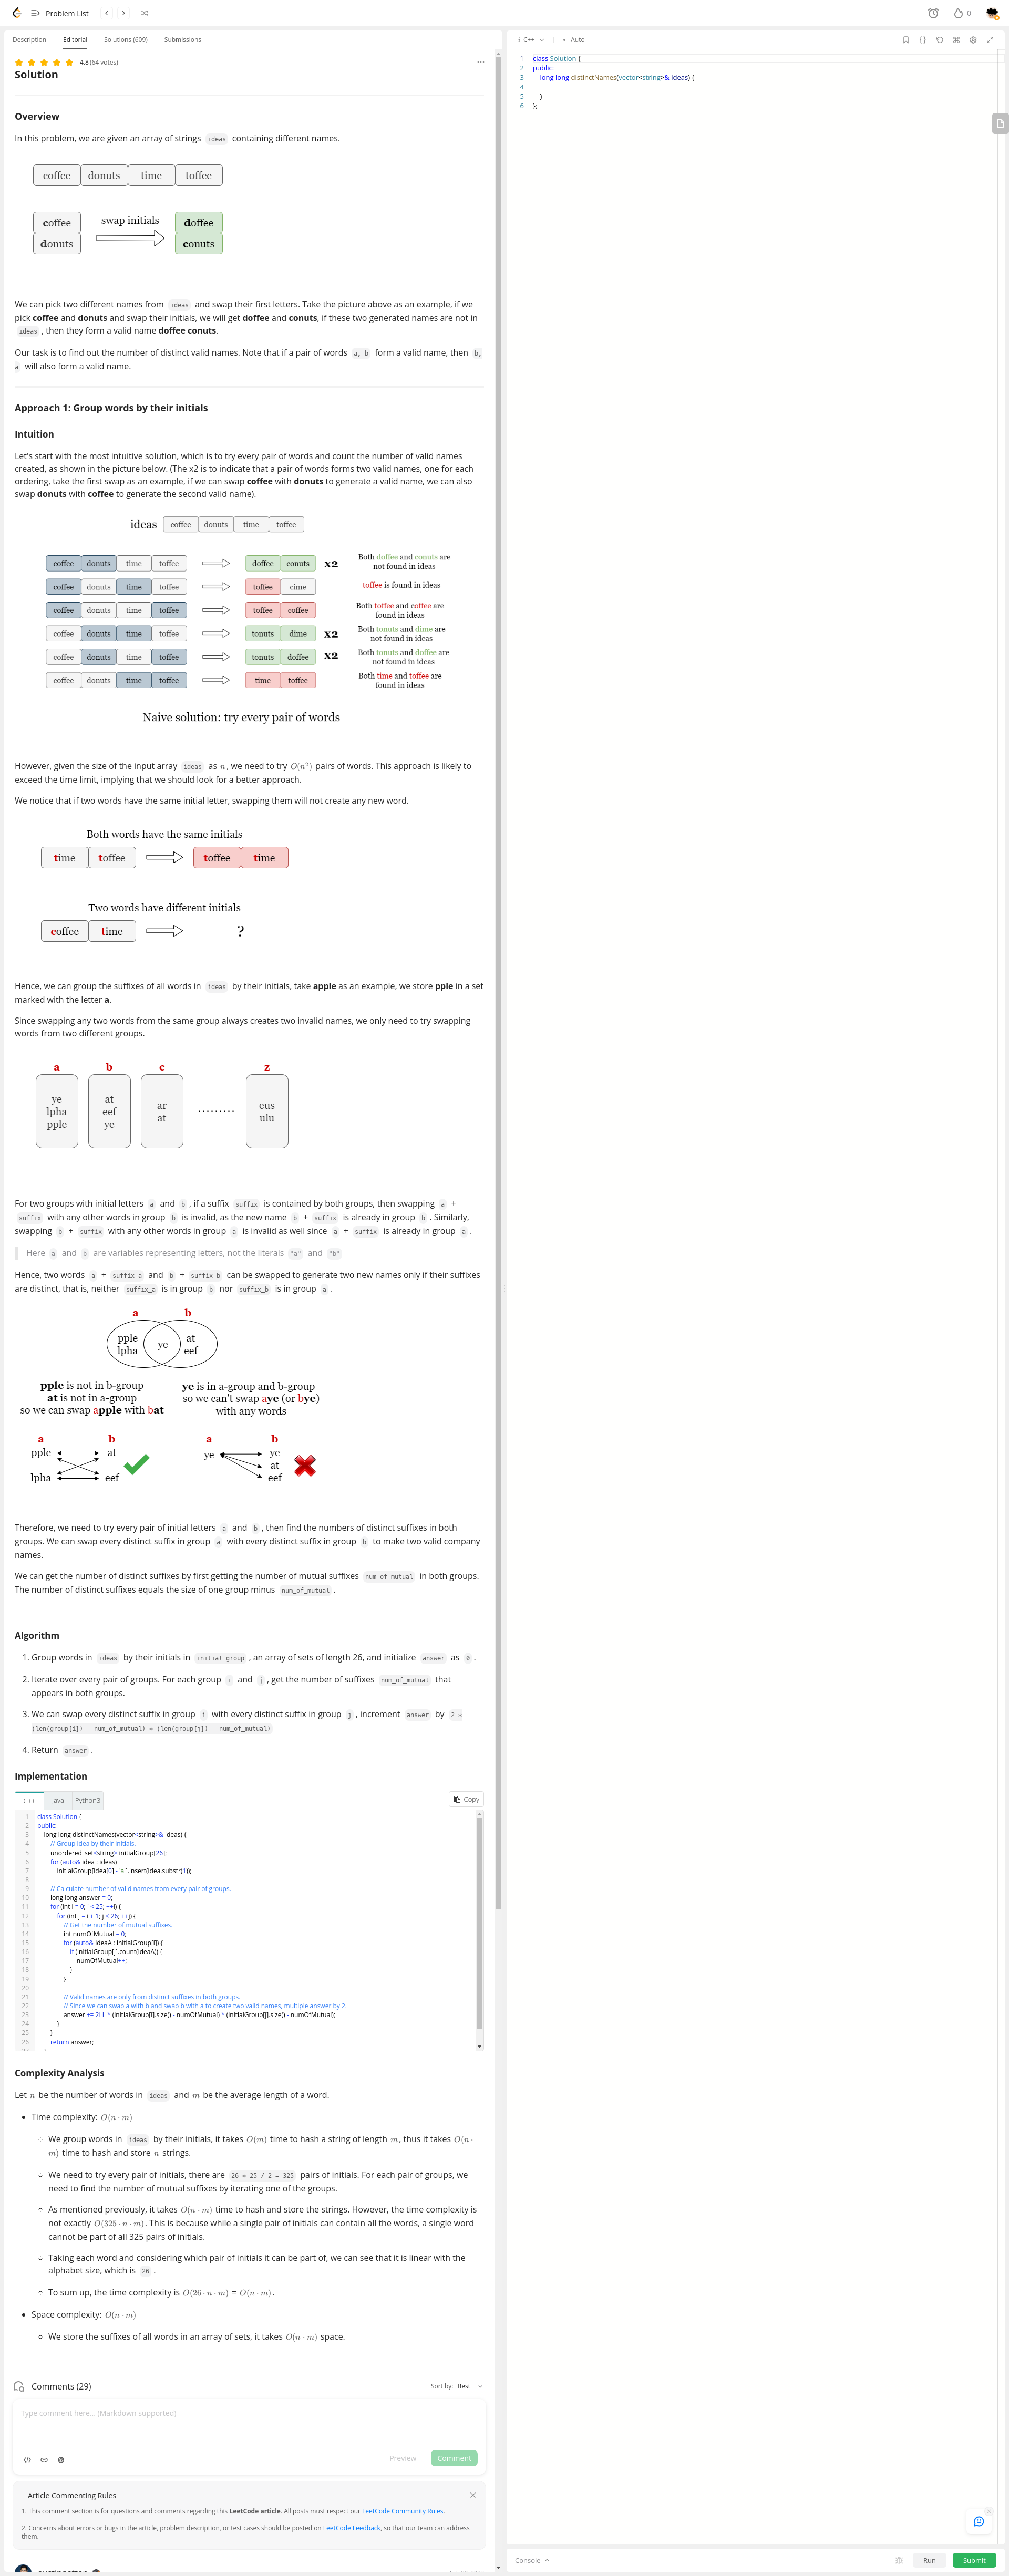 Problem List
0
Description Editorial Solutions (609) Submissions
4.8 (64 votes)
Solution
Overview
In this problem, we are given an array of strings ideas containing different names.
coffee donuts time toffee
coffee swap initials doffee
donuts conuts
We can pick two different names from ideas and swap their first letters. Take the picture above as an example, if we
pick coffee and donuts and swap their initials, we will get doffee and conuts, if these two generated names are not in
ideas , then they form a valid name doffee conuts.
Our task is to find out the number of distinct valid names. Note that if a pair of words a, b form a valid name, then b,
a will also form a valid name.
Approach 1: Group words by their initials
Intuition
Let's start with the most intuitive solution, which is to try every pair of words and count the number of valid names
created, as shown in the picture below. (The x2 is to indicate that a pair of words forms two valid names, one for each
ordering, take the first swap as an example, if we can swap coffee with donuts to generate a valid name, we can also
swap donuts with coffee to generate the second valid name).
ideas coffee donuts time toffee
coffee donuts time toffee doffee conuts x2 Both doffee and conuts are
not found in ideas
coffee donuts time toffee toffee cime toffee is found in ideas
coffee donuts time toffee toffee coffee Both toffee and coffee are
found in ideas
coffee donuts time toffee tonuts dime x2 Both tonuts and dime are
not found in ideas
coffee donuts time toffee tonuts doffee x2 Both tonuts and doffee are
not found in ideas
coffee donuts time toffee time toffee Both time and toffee are
found in ideas
Naive solution: try every pair of words
However, given the size of the input array ideas as n, we need to try O(n²) pairs of words. This approach is likely to
exceed the time limit, implying that we should look for a better approach.
We notice that if two words have the same initial letter, swapping them will not create any new word.
Both words have the same initials
time toffee toffee time
Two words have different initials
coffee time ?
Hence, we can group the suffixes of all words in ideas by their initials, take apple as an example, we store pple in a set
marked with the letter a.
Since swapping any two words from the same group always creates two invalid names, we only need to try swapping
words from two different groups.
a b c z
ye at ar eus
lpha eef at ......... ulu
pple ye
For two groups with initial letters a and b , if a suffix suffix is contained by both groups, then swapping a +
suffix with any other words in group b is invalid, as the new name b + suffix is already in group b . Similarly,
swapping b + suffix with any other words in group a is invalid as well since a + suffix is already in group a .
Here a and b are variables representing letters, not the literals "a" and "b"
Hence, two words a + suffix_a and b + suffix_b can be swapped to generate two new names only if their suffixes
are distinct, that is, neither suffix_a is in group b nor suffix_b is in group a .
a b
pple ye at
lpha eef
pple is not in b-group
at is not in a-group
so we can swap apple with bat
ye is in a-group and b-group
so we can't swap aye (or bye)
with any words
a b a b
pple at ye ye
at
lpha eef eef
Therefore, we need to try every pair of initial letters a and b , then find the numbers of distinct suffixes in both
groups. We can swap every distinct suffix in group a with every distinct suffix in group b to make two valid company
names.
We can get the number of distinct suffixes by first getting the number of mutual suffixes num_of_mutual in both groups.
The number of distinct suffixes equals the size of one group minus num_of_mutual .
Algorithm
1. Group words in ideas by their initials in initial_group , an array of sets of length 26, and initialize answer as 0 .
2. Iterate over every pair of groups. For each group i and j , get the number of suffixes num_of_mutual that
appears in both groups.
3. We can swap every distinct suffix in group i with every distinct suffix in group j , increment answer by 2 *
(len(group[i]) - num_of_mutual) * (len(group[j]) - num_of_mutual)
4. Return answer .
Implementation
C++ Java Python3 Copy
1 class Solution {
2 public:
3 long long distinctNames(vector<string>& ideas) {
4 // Group idea by their initials.
5 unordered_set<string> initialGroup[26];
6 for (auto& idea : ideas)
7 initialGroup[idea[0] - 'a'].insert(idea.substr(1));
8
9 // Calculate number of valid names from every pair of groups.
10 long long answer = 0;
11 for (int i = 0; i < 25; ++i) {
12 for (int j = i + 1; j < 26; ++j) {
13 // Get the number of mutual suffixes.
14 int numOfMutual = 0;
15 for (auto& ideaA : initialGroup[i]) {
16 if (initialGroup[j].count(ideaA)) {
17 numOfMutual++;
18 }
19 }
20
21 // Valid names are only from distinct suffixes in both groups.
22 // Since we can swap a with b and swap b with a to create two valid names, multiple answer by 2.
23 answer += 2LL * (initialGroup[i].size() - numOfMutual) * (initialGroup[j].size() - numOfMutual);
24 }
25 }
26 return answer;
Complexity Analysis
Let n be the number of words in ideas and m be the average length of a word.
• Time complexity: O(n · m)
○ We group words in ideas by their initials, it takes O(m) time to hash a string of length m, thus it takes O(n ·
m) time to hash and store n strings.
○ We need to try every pair of initials, there are 26 * 25 / 2 = 325 pairs of initials. For each pair of groups, we
need to find the number of mutual suffixes by iterating one of the groups.
○ As mentioned previously, it takes O(n · m) time to hash and store the strings. However, the time complexity is
not exactly O(325 · n · m). This is because while a single pair of initials can contain all the words, a single word
cannot be part of all 325 pairs of initials.
○ Taking each word and considering which pair of initials it can be part of, we can see that it is linear with the
alphabet size, which is 26 .
○ To sum up, the time complexity is O(26 · n · m) = O(n · m).
• Space complexity: O(n · m)
○ We store the suffixes of all words in an array of sets, it takes O(n · m) space.
Comments (29) Sort by: Best
Type comment here... (Markdown supported)
Preview Comment
Article Commenting Rules
1. This comment section is for questions and comments regarding this LeetCode article. All posts must respect our LeetCode Community Rules.
2. Concerns about errors or bugs in the article, problem description, or test cases should be posted on LeetCode Feedback, so that our team can address
them.
i C++ Auto
1 class Solution {
2 public:
3 long long distinctNames(vector<string>& ideas) {
4
5 }
6 };
Console Run Submit